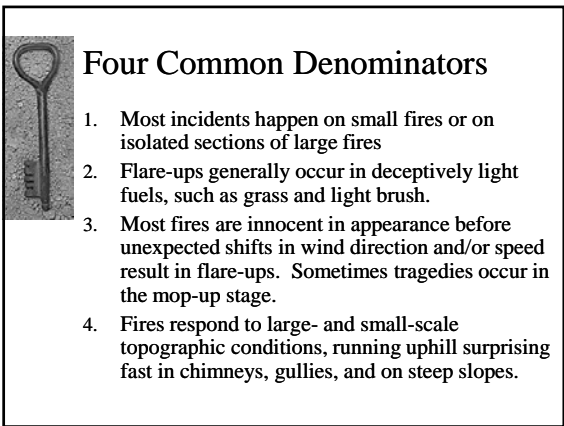 Four Common Denominators
1. Most incidents happen on small fires or on
isolated sections of large fires
2. Flare-ups generally occur in deceptively light
fuels, such as grass and light brush.
3. Most fires are innocent in appearance before
unexpected shifts in wind direction and/or speed
result in flare-ups. Sometimes tragedies occur in
the mop-up stage.
4. Fires respond to large- and small-scale
topographic conditions, running uphill surprising
fast in chimneys, gullies, and on steep slopes.